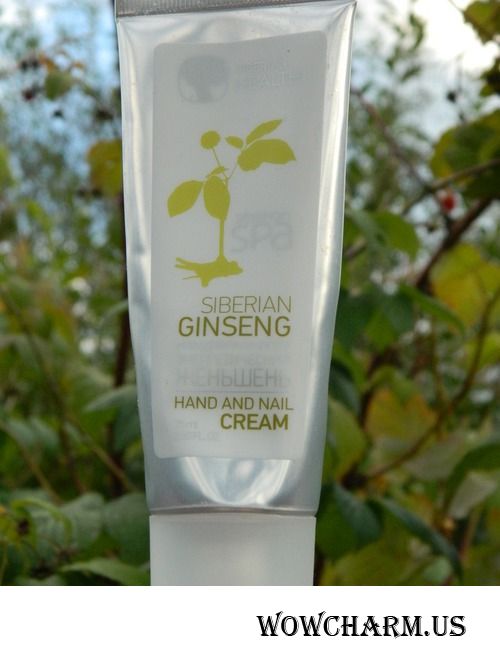 spa
SIBERIAN
GINSENG
ЖЕНЬШЕНЬ
HAND AND NAIL
CREAM
WOWCHARM.US